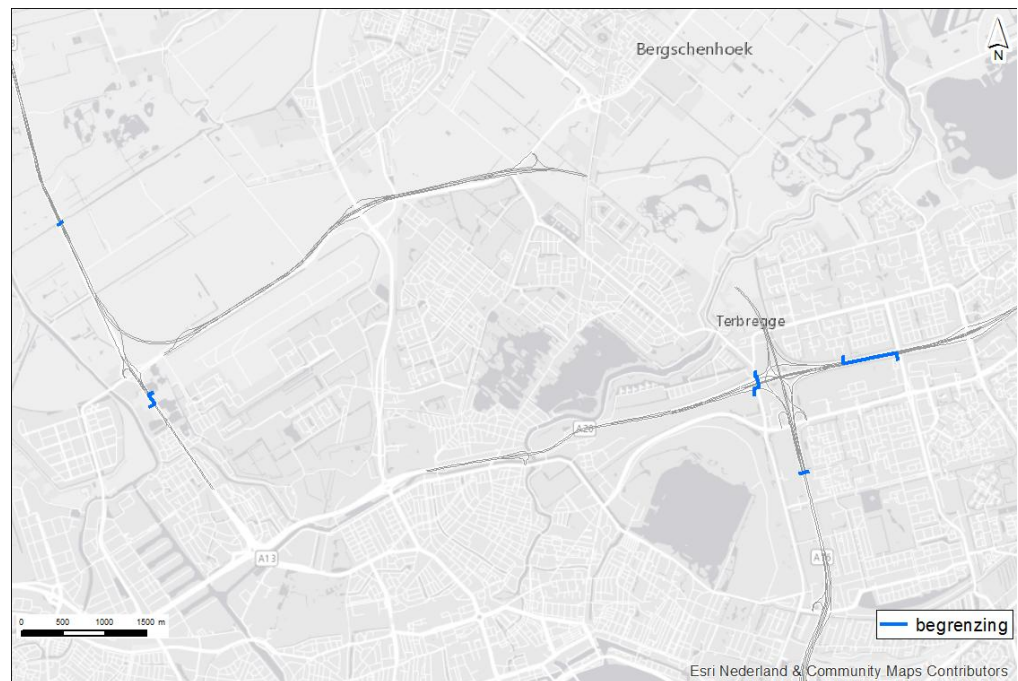 Bergschenhoek
N
Terbregge
A20
A13
A16
0 500 1000 1500 m
begrenzing
Esri Nederland & Community Maps Contributors